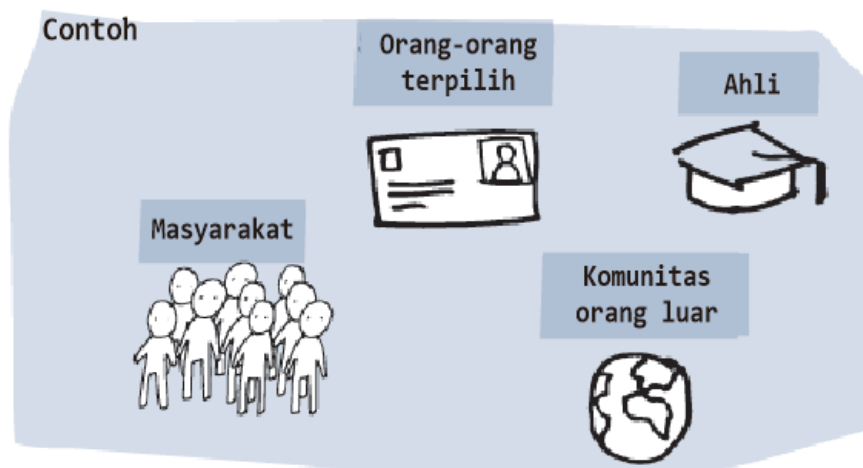 Contoh
Orang-orang
terpilih
Ahli
Masyarakat
Komunitas
orang luar